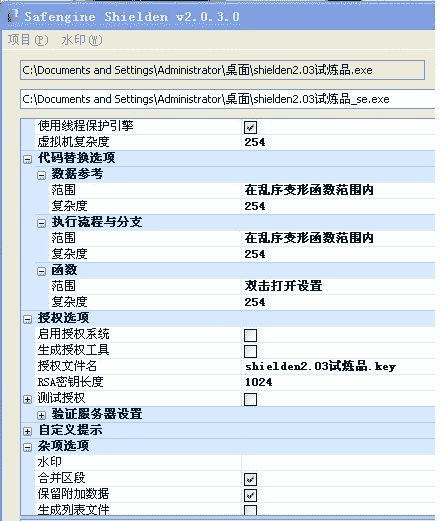 Safengine Shielden v2.0.3.0
项目(P) 水印(W)
C:\Documents and Settings\Administrator\桌面\shielden2.03试炼品.exe
C:\Documents and Settings\Administrator\桌面\shielden2.03试炼品_se.exe
使用线程保护引擎
虚拟机复杂度 254
代码替换选项
数据参考
范围 在乱序变形函数范围内
复杂度 254
执行流程与分支
范围 在乱序变形函数范围内
复杂度 254
函数
范围 双击打开设置
复杂度 254
授权选项
启用授权系统
生成授权工具
授权文件名 shielden2.03试炼品.key
RSA密钥长度 1024
测试授权
验证服务器设置
自定义提示
杂项选项
水印
合并区段
保留附加数据
生成列表文件